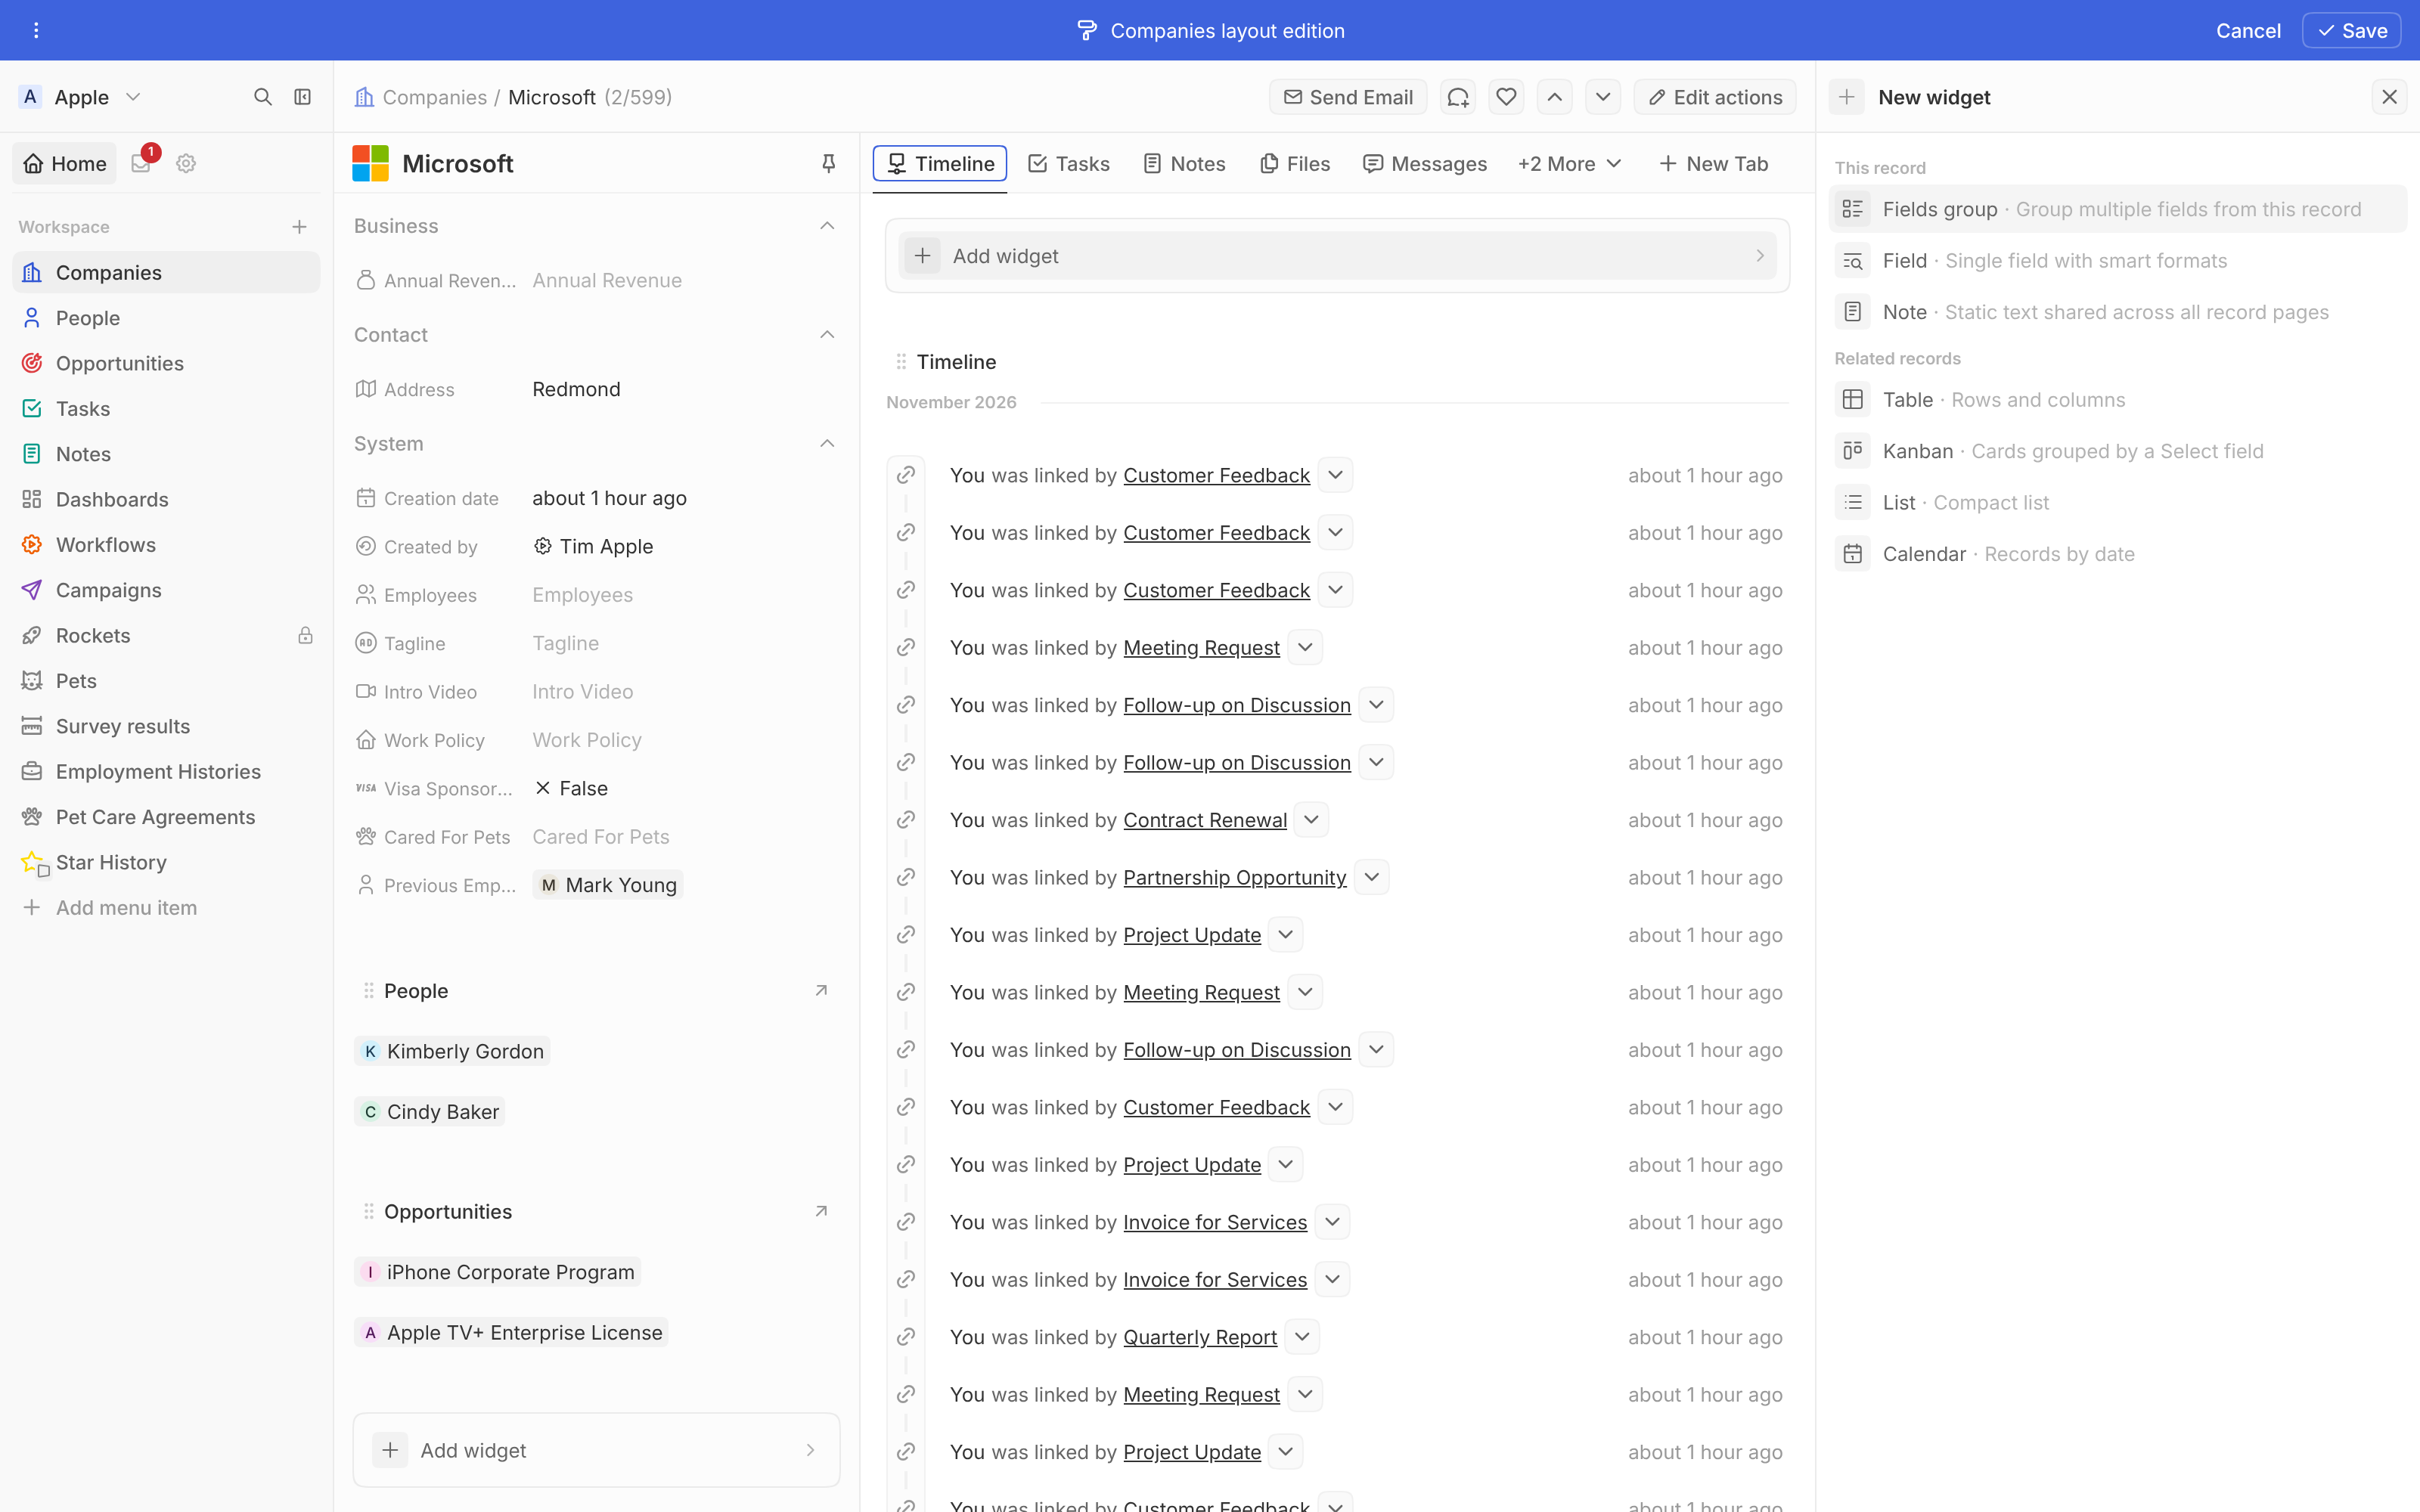 Companies layout edition
Cancel
Save
A Apple
Companies / Microsoft (2/599)
Send Email
Edit actions
New widget
Home
1
Workspace
Companies
People
Opportunities
Tasks
Notes
Dashboards
Workflows
Campaigns
Rockets
Pets
Survey results
Employment Histories
Pet Care Agreements
Star History
Add menu item
Microsoft
Business
Annual Reven... Annual Revenue
Contact
Address Redmond
System
Creation date about 1 hour ago
Created by Tim Apple
Employees Employees
AD Tagline Tagline
Intro Video Intro Video
Work Policy Work Policy
VISA Visa Sponsor... False
Cared For Pets Cared For Pets
Previous Emp... M Mark Young
People
K Kimberly Gordon
C Cindy Baker
Opportunities
I iPhone Corporate Program
A Apple TV+ Enterprise License
Add widget
Timeline Tasks Notes Files Messages +2 More New Tab
Add widget
Timeline
November 2026
You was linked by Customer Feedback about 1 hour ago
You was linked by Customer Feedback about 1 hour ago
You was linked by Customer Feedback about 1 hour ago
You was linked by Meeting Request about 1 hour ago
You was linked by Follow-up on Discussion about 1 hour ago
You was linked by Follow-up on Discussion about 1 hour ago
You was linked by Contract Renewal about 1 hour ago
You was linked by Partnership Opportunity about 1 hour ago
You was linked by Project Update about 1 hour ago
You was linked by Meeting Request about 1 hour ago
You was linked by Follow-up on Discussion about 1 hour ago
You was linked by Customer Feedback about 1 hour ago
You was linked by Project Update about 1 hour ago
You was linked by Invoice for Services about 1 hour ago
You was linked by Invoice for Services about 1 hour ago
You was linked by Quarterly Report about 1 hour ago
You was linked by Meeting Request about 1 hour ago
You was linked by Project Update about 1 hour ago
You was linked by Customer Feedback about 1 hour ago
This record
Fields group · Group multiple fields from this record
Field · Single field with smart formats
Note · Static text shared across all record pages
Related records
Table · Rows and columns
Kanban · Cards grouped by a Select field
List · Compact list
Calendar · Records by date